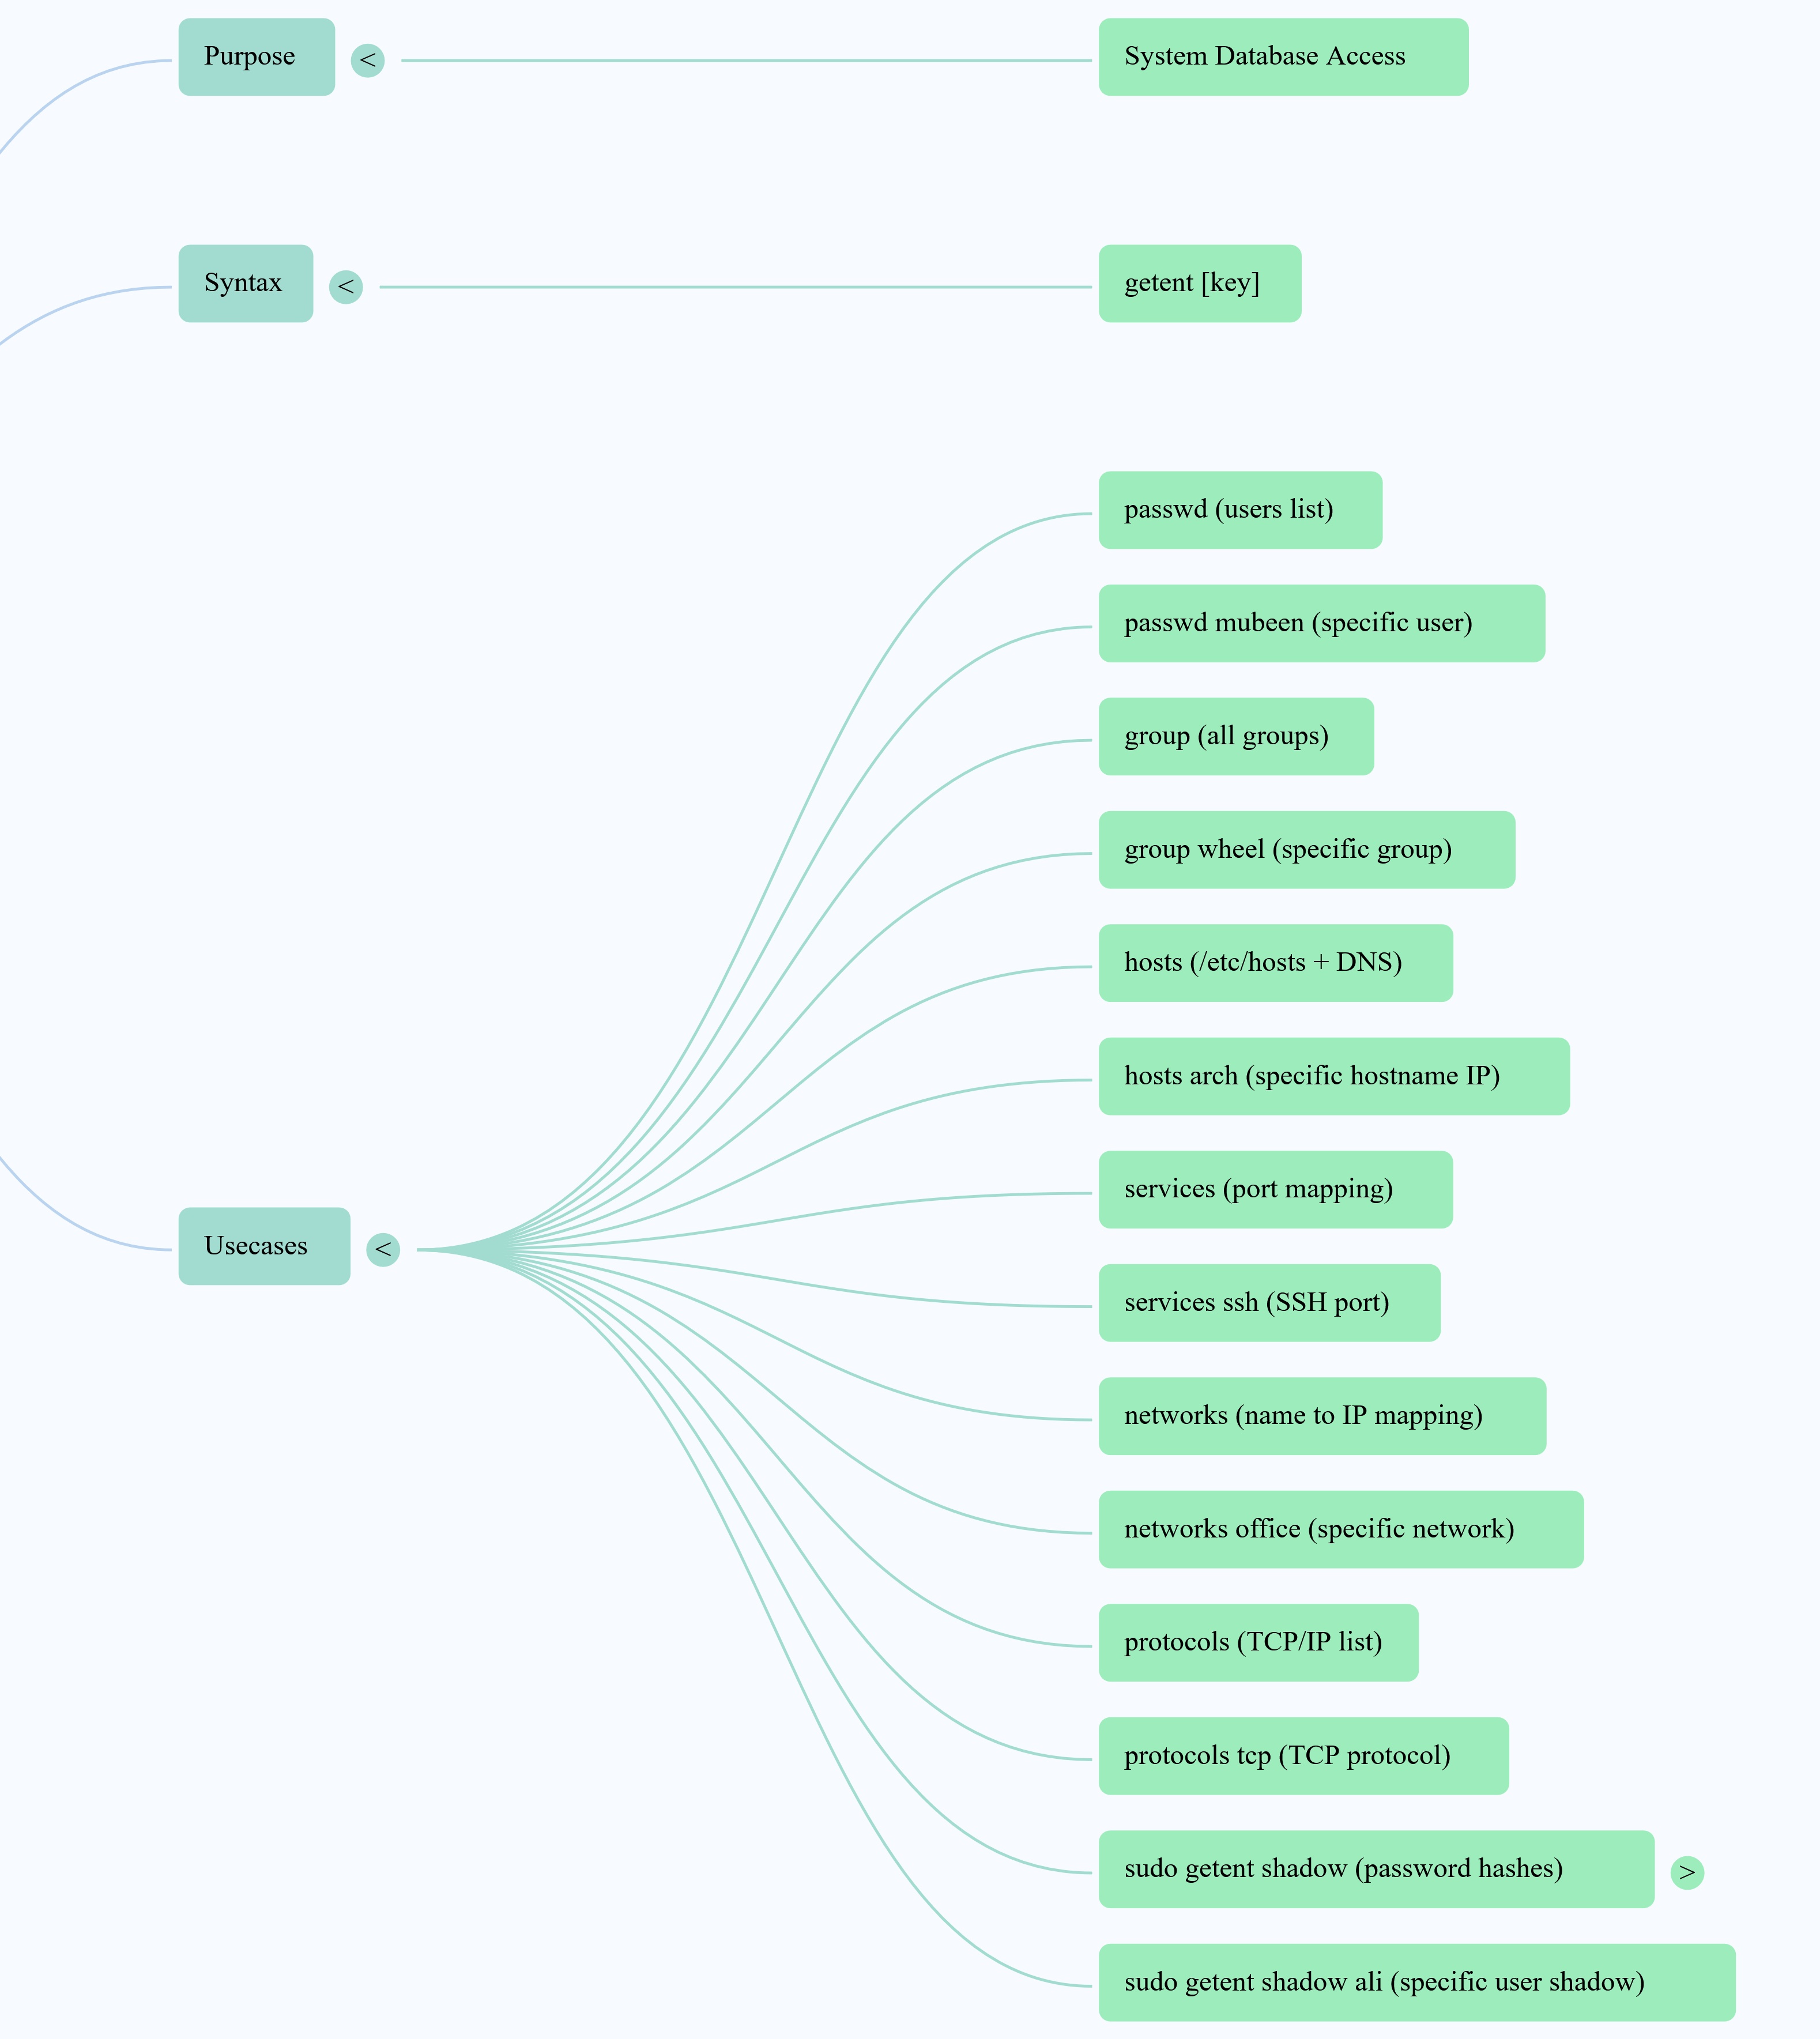 Purpose
<
System Database Access
Syntax
<
getent [key]
passwd (users list)
passwd mubeen (specific user)
group (all groups)
group wheel (specific group)
hosts (/etc/hosts + DNS)
hosts arch (specific hostname IP)
services (port mapping)
Usecases
<
services ssh (SSH port)
networks (name to IP mapping)
networks office (specific network)
protocols (TCP/IP list)
protocols tcp (TCP protocol)
sudo getent shadow (password hashes)
>
sudo getent shadow ali (specific user shadow)